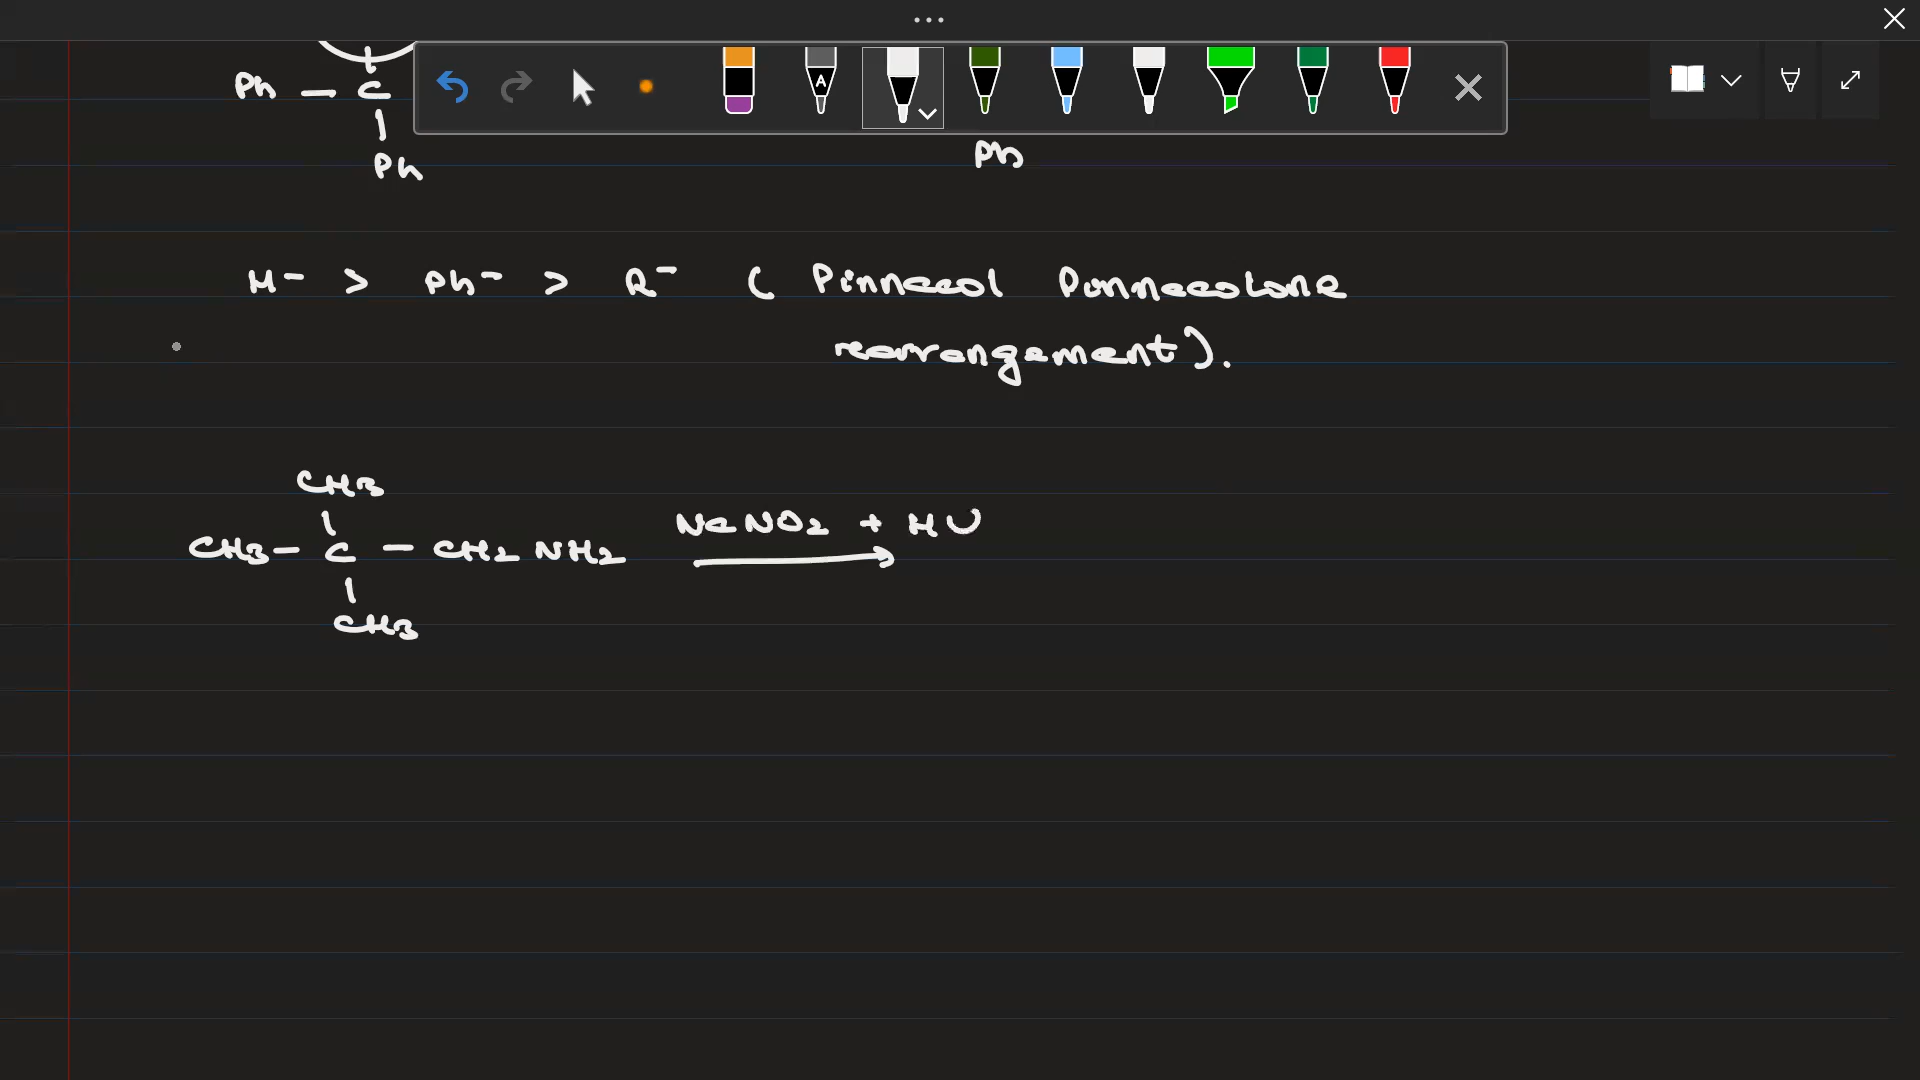 Ph - C
Ph
Ph
H⁻ > Ph⁻ > R⁻ ( Pinnacol Pinnacolone
rearrangement).
CH3
CH3 - C - CH2 NH2 NaNO2 + HCl
CH3